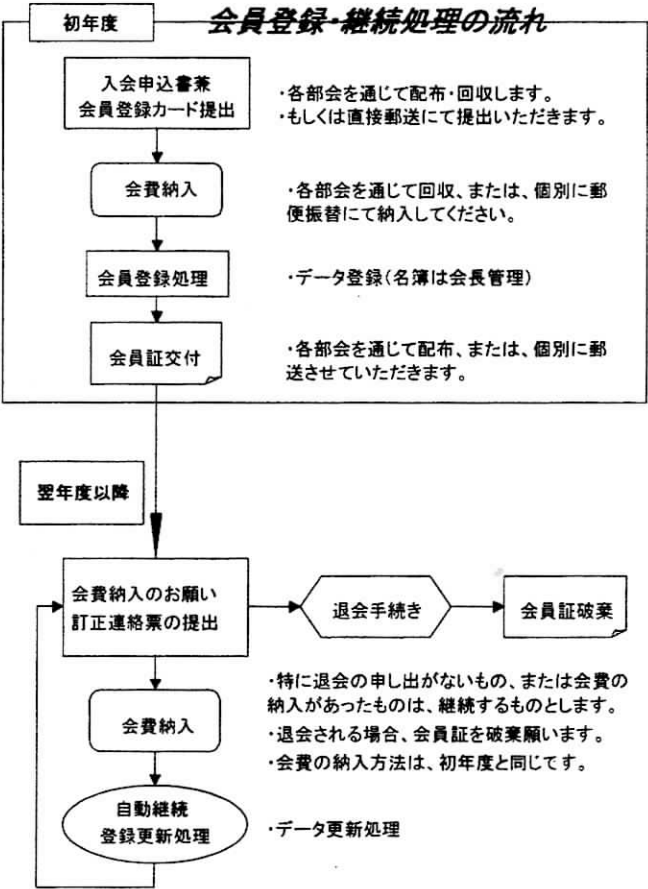 初年度
会員登録・継続処理の流れ
入会申込書兼
会員登録カード提出
・各部会を通じて配布・回収します。
・もしくは直接郵送にて提出いただきます。
会費納入
・各部会を通じて回収、または、個別に郵
便振替にて納入してください。
会員登録処理
・データ登録(名簿は会長管理)
会員証交付
・各部会を通じて配布、または、個別に郵
送させていただきます。
翌年度以降
会費納入のお願い
訂正連絡票の提出
退会手続き
会員証破棄
・特に退会の申し出がないもの、または会費の
納入があったものは、継続するものとします。
会費納入
・退会される場合、会員証を破棄願います。
・会費の納入方法は、初年度と同じてす。
自動継続
登録更新処理
・データ更新処理